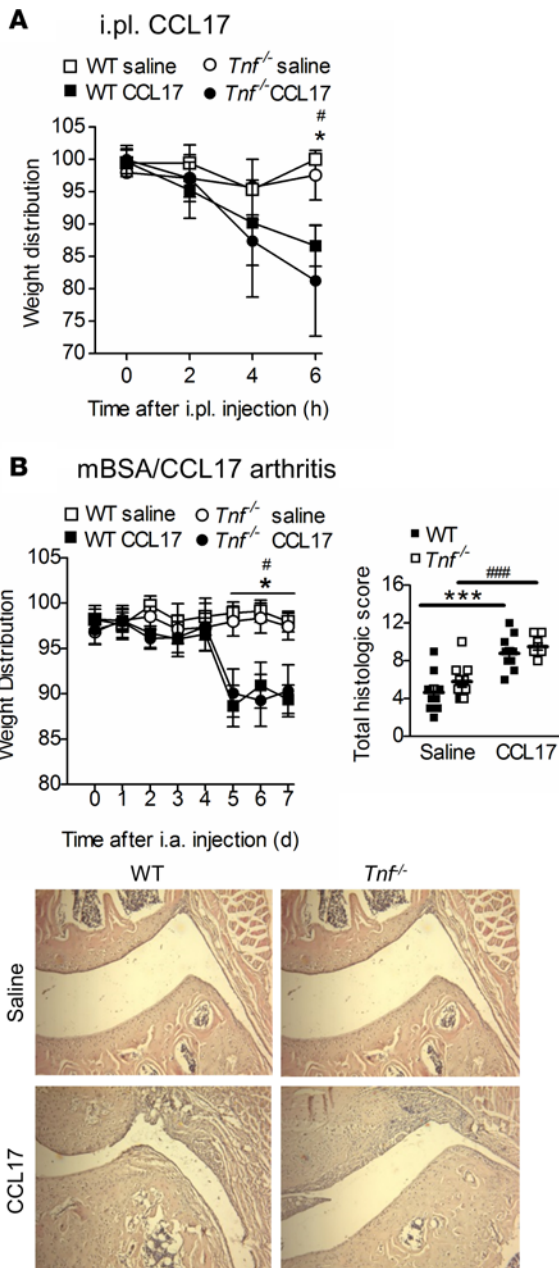 A
i.pl. CCL17
WT saline Tnf-/- saline
WT CCL17 Tnf-/- CCL17
#
*
105
100
95
90
85
80
75
70
Weight distribution
0 2 4 6
Time after i.pl. injection (h)
B
mBSA/CCL17 arthritis
WT saline Tnf-/- saline
WT CCL17 Tnf-/- CCL17
#
*
105
100
95
90
85
80
Weight Distribution
0 1 2 3 4 5 6 7
Time after i.a. injection (d)
WT
Tnf-/-
###
***
16
12
8
4
0
Total histologic score
Saline CCL17
WT Tnf-/-
Saline
CCL17